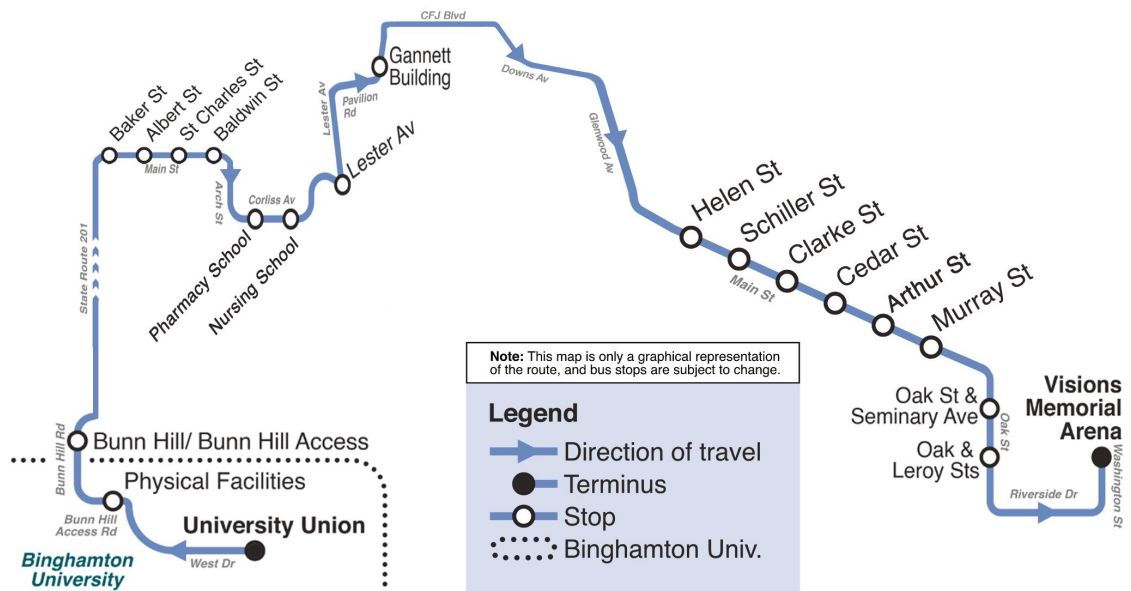 CFJ Blvd
Gannett
Building
Downs Av
Lester Av
Pavilion
Rd
Baker St
Albert St
St Charles St
Baldwin St
Main St
Lester Av
Glenwood Av
Arch St
Corliss Av
Pharmacy School
Nursing School
State Route 201
Helen St
Schiller St
Clarke St
Cedar St
Arthur St
Murray St
Main St
Note: This map is only a graphical representation
of the route, and bus stops are subject to change.
Legend
Direction of travel
Terminus
Stop
Binghamton Univ.
Oak St &
Seminary Ave
Oak St
Oak &
Leroy Sts
Visions
Memorial
Arena
Washington St
Riverside Dr
Bunn Hill Rd
Bunn Hill/ Bunn Hill Access
Physical Facilities
Bunn Hill
Access Rd
University Union
West Dr
Binghamton
University